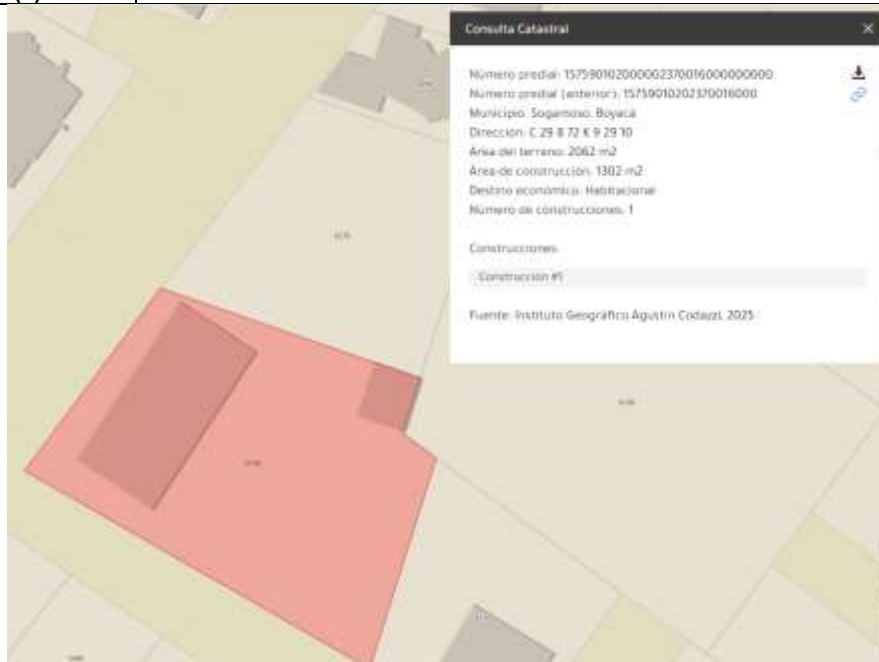 Consulta Catastral
Número predial: 157590102000002370016000000000
Número predial (anterior): 15759010202370016000
Municipio: Sogamoso, Boyacá
Dirección: C 29 8 72 K 9 29 10
Área del terreno: 2062 m2
Área de construcción: 1302 m2
Destino económico: Habitacional
Número de construcciones: 1
Construcciones:
Construcción #1
Fuente: Instituto Geográfico Agustín Codazzi, 2025